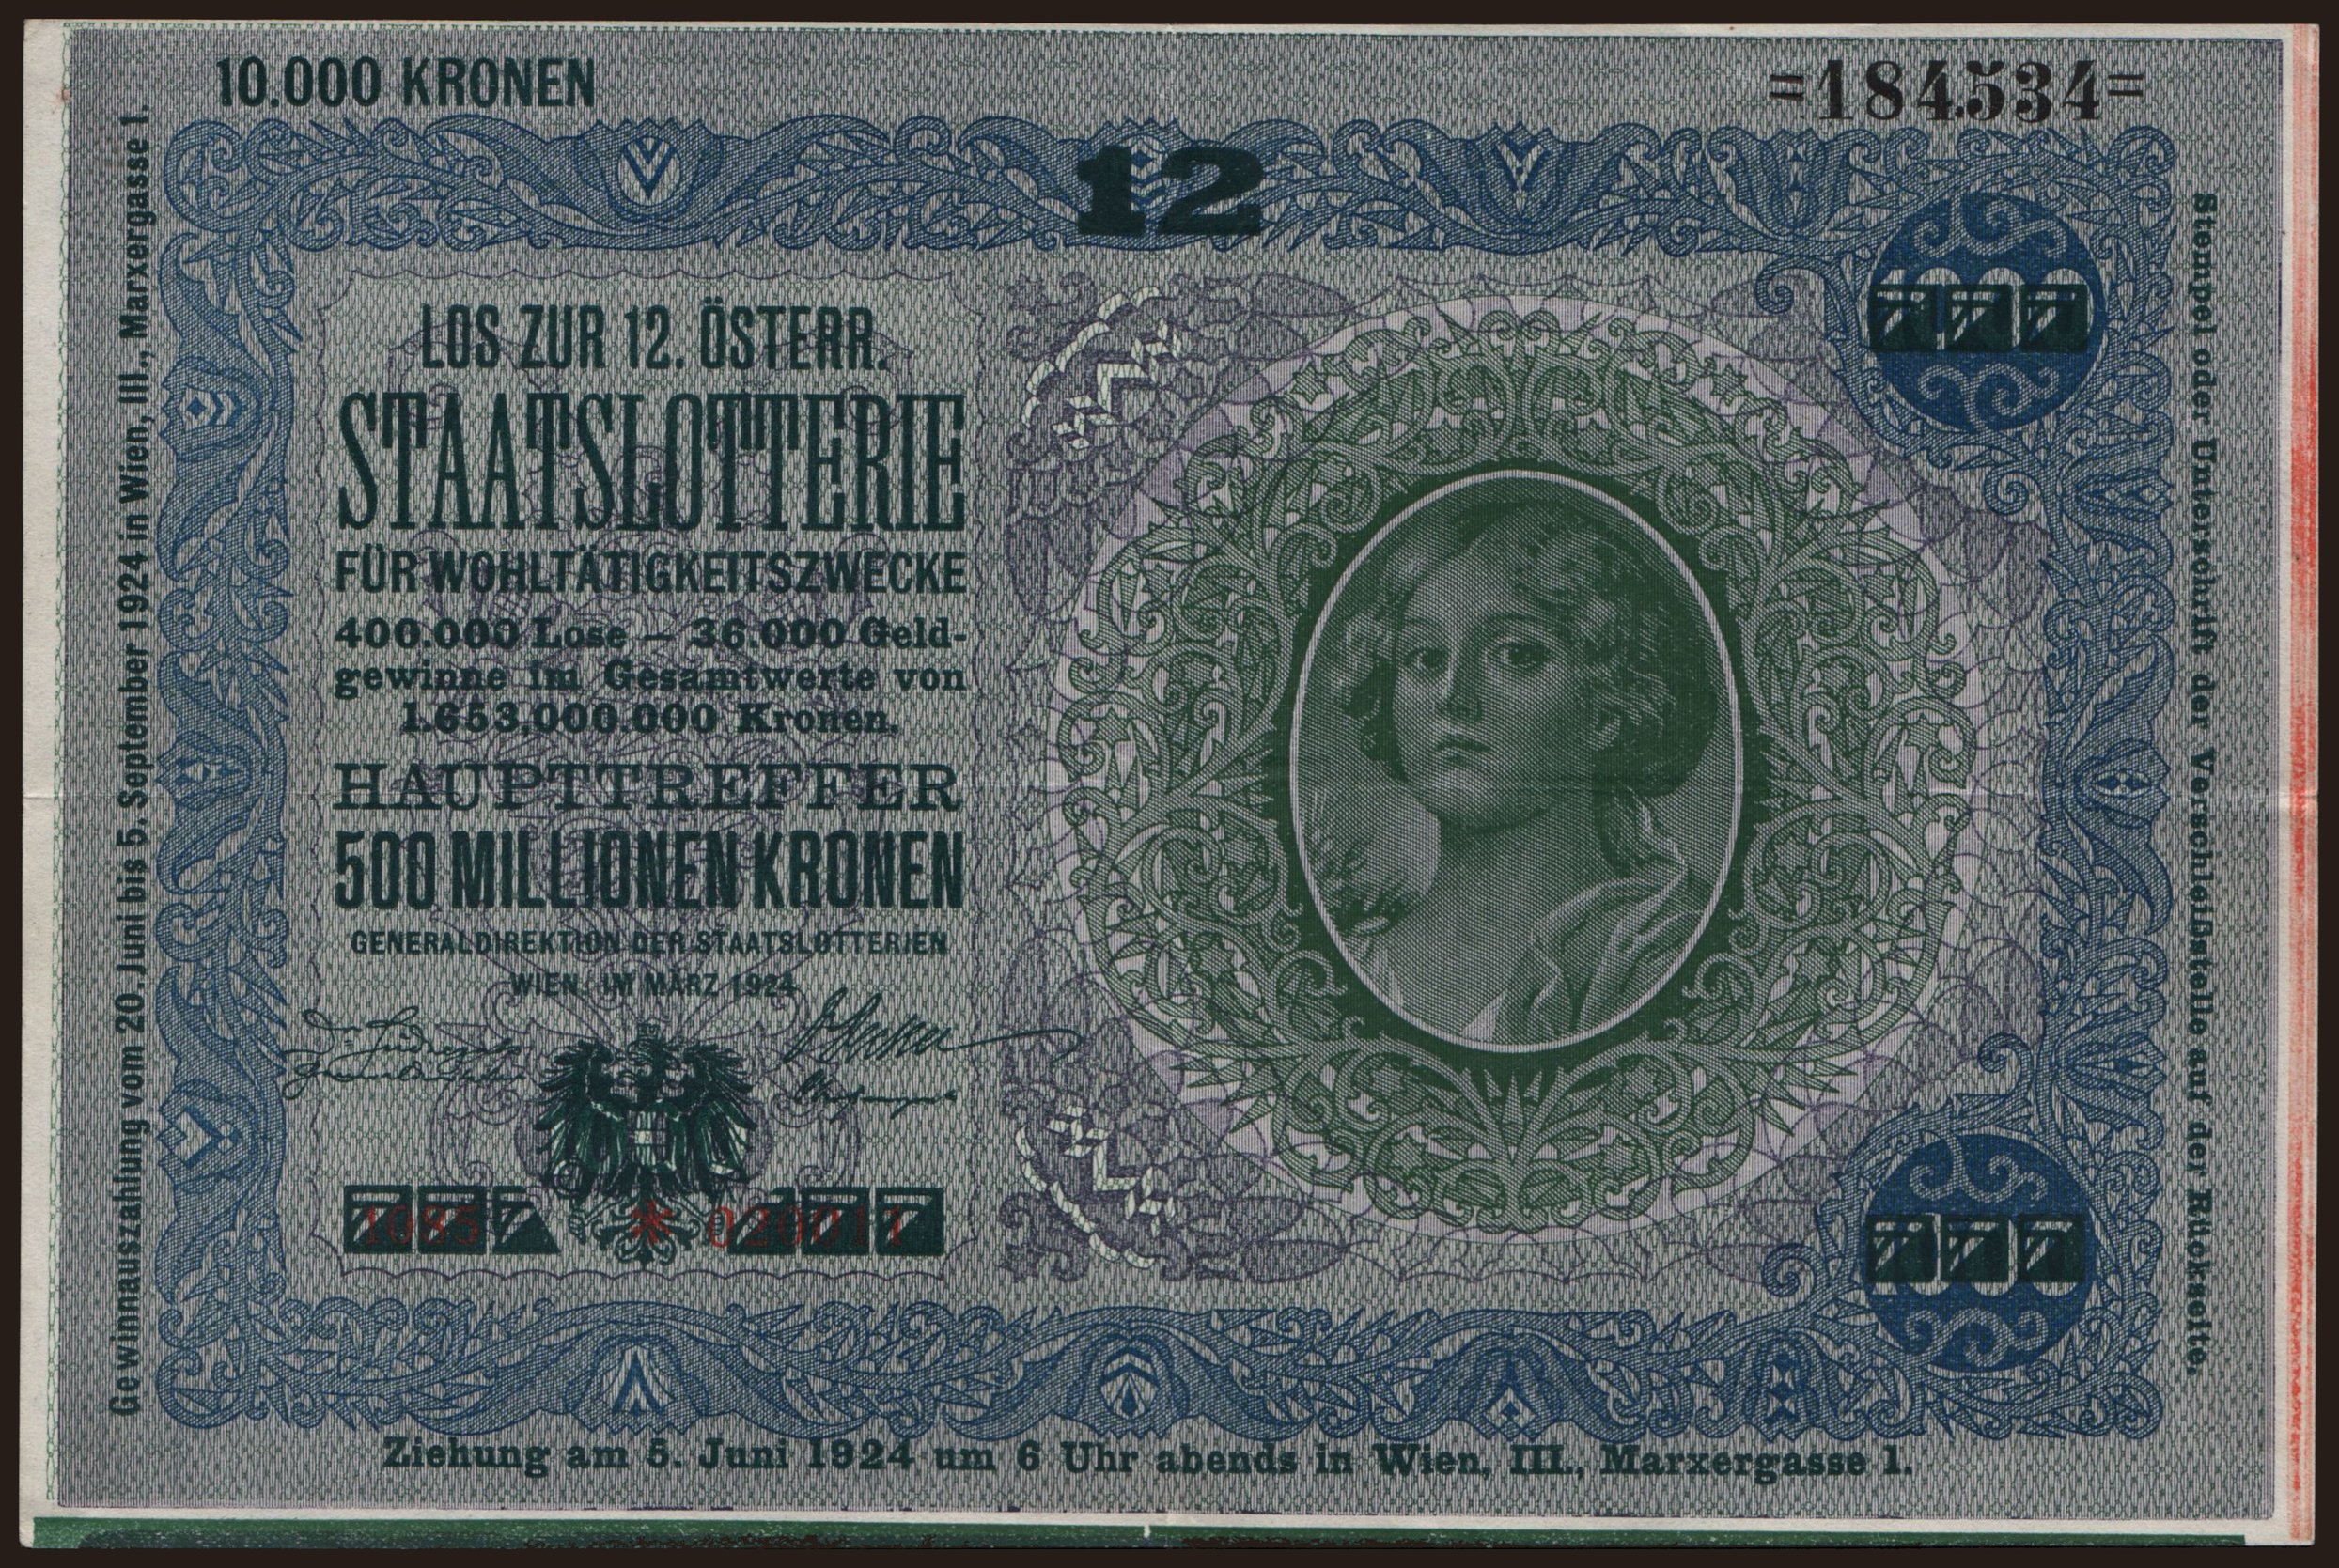 10.000 KRONEN
=184534=
12
LOS ZUR 12. ÖSTERR.
STAATSLOTTERIE
FÜR WOHLTÄTIGKEITSZWECKE
400.000 Lose — 36.000 Geld-
gewinne im Gesamtwerte von
1.653,000.000 Kronen.
HAUPTTREFFER
500 MILLIONEN KRONEN
GENERALDIREKTION DER STAATSLOTTERIEN
WIEN, IM MÄRZ 1924
Ziehung am 5. Juni 1924 um 6 Uhr abends in Wien, III., Marxergasse 1.
Gewinnauszahlung vom 20. Juni bis 5. September 1924 in Wien, III., Marxergasse 1.
Stempel oder Unterschrift der Verschleißstelle auf der Rückseite.